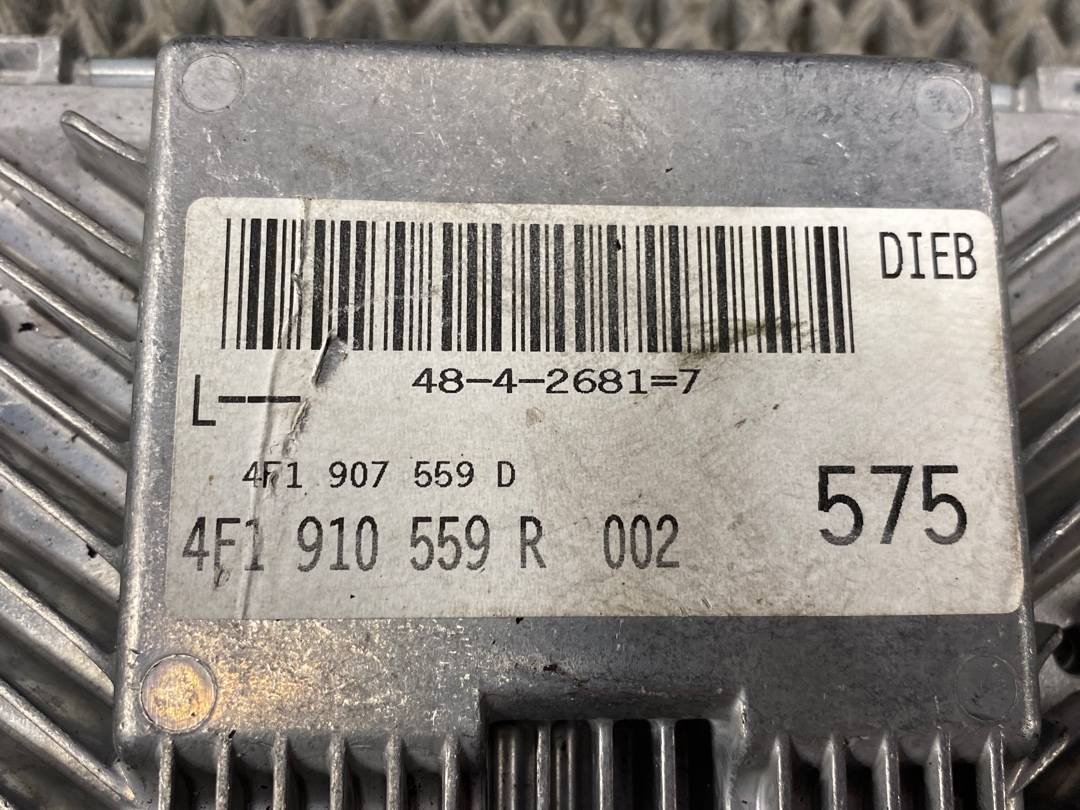 DIEB
48-4-2681=7
L---
4F1 907 559 D
575
4F1 910 559 R 002